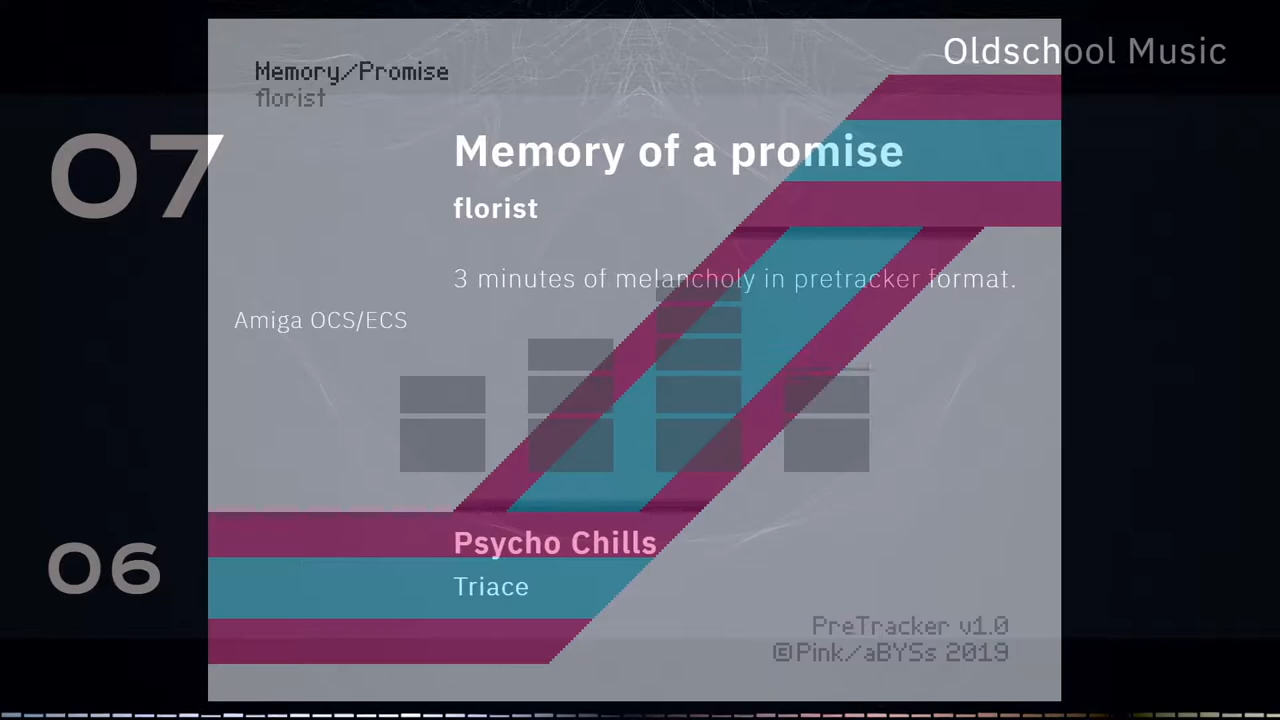 Oldschool Music
Memory/Promise
florist
07
Memory of a promise
florist
3 minutes of melancholy in pretracker format.
Amiga OCS/ECS
06
Psycho Chills
Triace
PreTracker v1.0
©Pink/aBYSs 2019